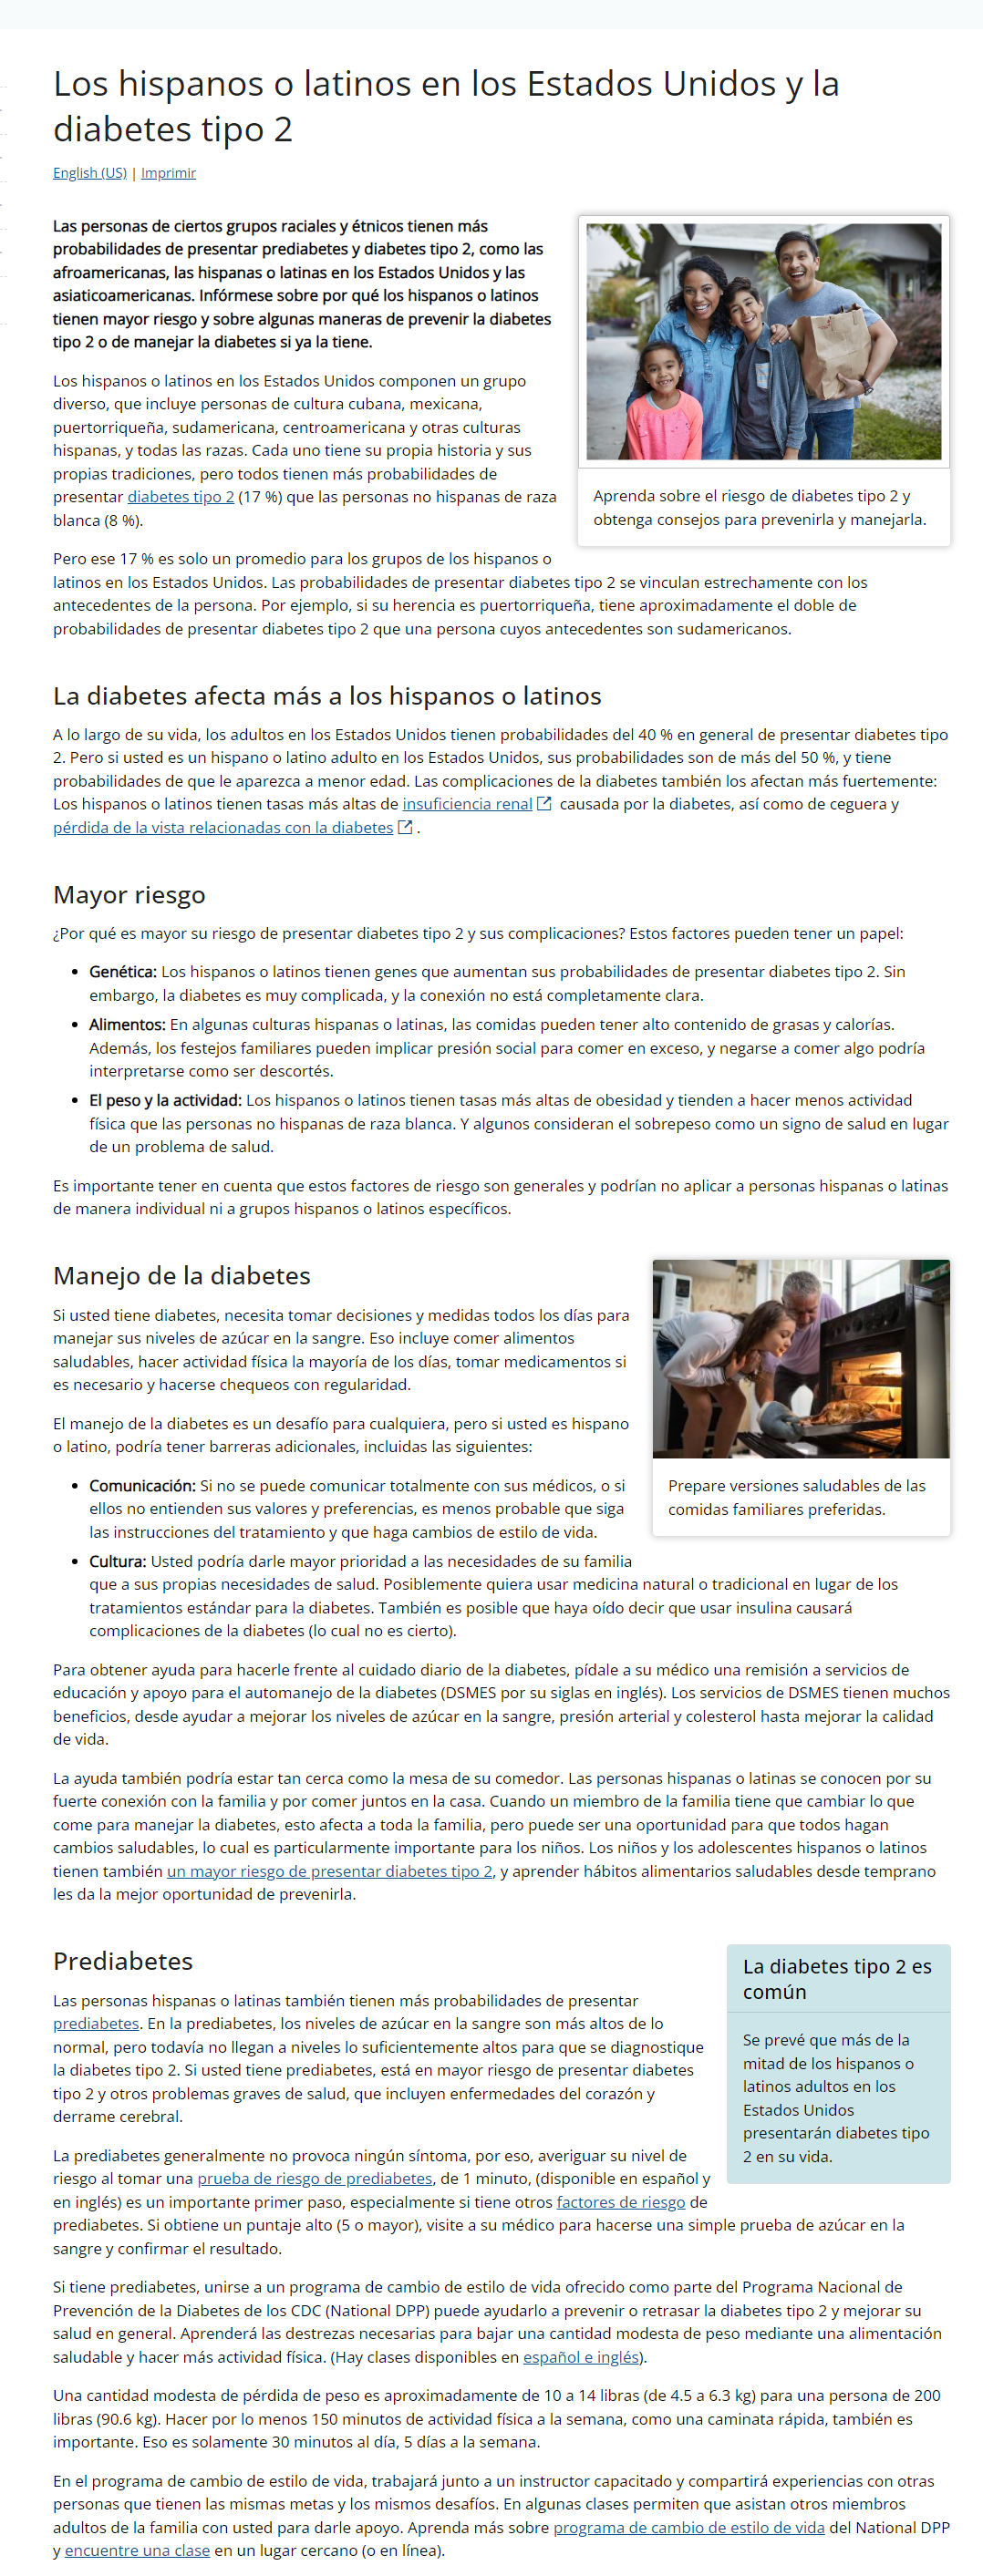 Los hispanos o latinos en los Estados Unidos y la
diabetes tipo 2
English (US) | Imprimir
Las personas de ciertos grupos raciales y étnicos tienen más
probabilidades de presentar prediabetes y diabetes tipo 2, como las
afroamericanas, las hispanas o latinas en los Estados Unidos y las
asiaticoamericanas. Infórmese sobre por qué los hispanos o latinos
tienen mayor riesgo y sobre algunas maneras de prevenir la diabetes
tipo 2 o de manejar la diabetes si ya la tiene.
Los hispanos o latinos en los Estados Unidos componen un grupo
diverso, que incluye personas de cultura cubana, mexicana,
puertorriqueña, sudamericana, centroamericana y otras culturas
hispanas, y todas las razas. Cada uno tiene su propia historia y sus
propias tradiciones, pero todos tienen más probabilidades de
presentar diabetes tipo 2 (17 %) que las personas no hispanas de raza
blanca (8 %).
Aprenda sobre el riesgo de diabetes tipo 2 y
obtenga consejos para prevenirla y manejarla.
Pero ese 17 % es solo un promedio para los grupos de los hispanos o
latinos en los Estados Unidos. Las probabilidades de presentar diabetes tipo 2 se vinculan estrechamente con los
antecedentes de la persona. Por ejemplo, si su herencia es puertorriqueña, tiene aproximadamente el doble de
probabilidades de presentar diabetes tipo 2 que una persona cuyos antecedentes son sudamericanos.
La diabetes afecta más a los hispanos o latinos
A lo largo de su vida, los adultos en los Estados Unidos tienen probabilidades del 40 % en general de presentar diabetes tipo
2. Pero si usted es un hispano o latino adulto en los Estados Unidos, sus probabilidades son de más del 50 %, y tiene
probabilidades de que le aparezca a menor edad. Las complicaciones de la diabetes también los afectan más fuertemente:
Los hispanos o latinos tienen tasas más altas de insuficiencia renal causada por la diabetes, así como de ceguera y
pérdida de la vista relacionadas con la diabetes .
Mayor riesgo
¿Por qué es mayor su riesgo de presentar diabetes tipo 2 y sus complicaciones? Estos factores pueden tener un papel:
• Genética: Los hispanos o latinos tienen genes que aumentan sus probabilidades de presentar diabetes tipo 2. Sin
embargo, la diabetes es muy complicada, y la conexión no está completamente clara.
• Alimentos: En algunas culturas hispanas o latinas, las comidas pueden tener alto contenido de grasas y calorías.
Además, los festejos familiares pueden implicar presión social para comer en exceso, y negarse a comer algo podría
interpretarse como ser descortés.
• El peso y la actividad: Los hispanos o latinos tienen tasas más altas de obesidad y tienden a hacer menos actividad
física que las personas no hispanas de raza blanca. Y algunos consideran el sobrepeso como un signo de salud en lugar
de un problema de salud.
Es importante tener en cuenta que estos factores de riesgo son generales y podrían no aplicar a personas hispanas o latinas
de manera individual ni a grupos hispanos o latinos específicos.
Manejo de la diabetes
Si usted tiene diabetes, necesita tomar decisiones y medidas todos los días para
manejar sus niveles de azúcar en la sangre. Eso incluye comer alimentos
saludables, hacer actividad física la mayoría de los días, tomar medicamentos si
es necesario y hacerse chequeos con regularidad.
El manejo de la diabetes es un desafío para cualquiera, pero si usted es hispano
o latino, podría tener barreras adicionales, incluidas las siguientes:
Prepare versiones saludables de las
comidas familiares preferidas.
• Comunicación: Si no se puede comunicar totalmente con sus médicos, o si
ellos no entienden sus valores y preferencias, es menos probable que siga
las instrucciones del tratamiento y que haga cambios de estilo de vida.
• Cultura: Usted podría darle mayor prioridad a las necesidades de su familia
que a sus propias necesidades de salud. Posiblemente quiera usar medicina natural o tradicional en lugar de los
tratamientos estándar para la diabetes. También es posible que haya oído decir que usar insulina causará
complicaciones de la diabetes (lo cual no es cierto).
Para obtener ayuda para hacerle frente al cuidado diario de la diabetes, pídale a su médico una remisión a servicios de
educación y apoyo para el automanejo de la diabetes (DSMES por su siglas en inglés). Los servicios de DSMES tienen muchos
beneficios, desde ayudar a mejorar los niveles de azúcar en la sangre, presión arterial y colesterol hasta mejorar la calidad
de vida.
La ayuda también podría estar tan cerca como la mesa de su comedor. Las personas hispanas o latinas se conocen por su
fuerte conexión con la familia y por comer juntos en la casa. Cuando un miembro de la familia tiene que cambiar lo que
come para manejar la diabetes, esto afecta a toda la familia, pero puede ser una oportunidad para que todos hagan
cambios saludables, lo cual es particularmente importante para los niños. Los niños y los adolescentes hispanos o latinos
tienen también un mayor riesgo de presentar diabetes tipo 2, y aprender hábitos alimentarios saludables desde temprano
les da la mejor oportunidad de prevenirla.
Prediabetes
Las personas hispanas o latinas también tienen más probabilidades de presentar
prediabetes. En la prediabetes, los niveles de azúcar en la sangre son más altos de lo
normal, pero todavía no llegan a niveles lo suficientemente altos para que se diagnostique
la diabetes tipo 2. Si usted tiene prediabetes, está en mayor riesgo de presentar diabetes
tipo 2 y otros problemas graves de salud, que incluyen enfermedades del corazón y
derrame cerebral.
La diabetes tipo 2 es
común
Se prevé que más de la
mitad de los hispanos o
latinos adultos en los
Estados Unidos
presentarán diabetes tipo
2 en su vida.
La prediabetes generalmente no provoca ningún síntoma, por eso, averiguar su nivel de
riesgo al tomar una prueba de riesgo de prediabetes, de 1 minuto, (disponible en español y
en inglés) es un importante primer paso, especialmente si tiene otros factores de riesgo de
prediabetes. Si obtiene un puntaje alto (5 o mayor), visite a su médico para hacerse una simple prueba de azúcar en la
sangre y confirmar el resultado.
Si tiene prediabetes, unirse a un programa de cambio de estilo de vida ofrecido como parte del Programa Nacional de
Prevención de la Diabetes de los CDC (National DPP) puede ayudarlo a prevenir o retrasar la diabetes tipo 2 y mejorar su
salud en general. Aprenderá las destrezas necesarias para bajar una cantidad modesta de peso mediante una alimentación
saludable y hacer más actividad física. (Hay clases disponibles en español e inglés).
Una cantidad modesta de pérdida de peso es aproximadamente de 10 a 14 libras (de 4.5 a 6.3 kg) para una persona de 200
libras (90.6 kg). Hacer por lo menos 150 minutos de actividad física a la semana, como una caminata rápida, también es
importante. Eso es solamente 30 minutos al día, 5 días a la semana.
En el programa de cambio de estilo de vida, trabajará junto a un instructor capacitado y compartirá experiencias con otras
personas que tienen las mismas metas y los mismos desafíos. En algunas clases permiten que asistan otros miembros
adultos de la familia con usted para darle apoyo. Aprenda más sobre programa de cambio de estilo de vida del National DPP
y encuentre una clase en un lugar cercano (o en línea).